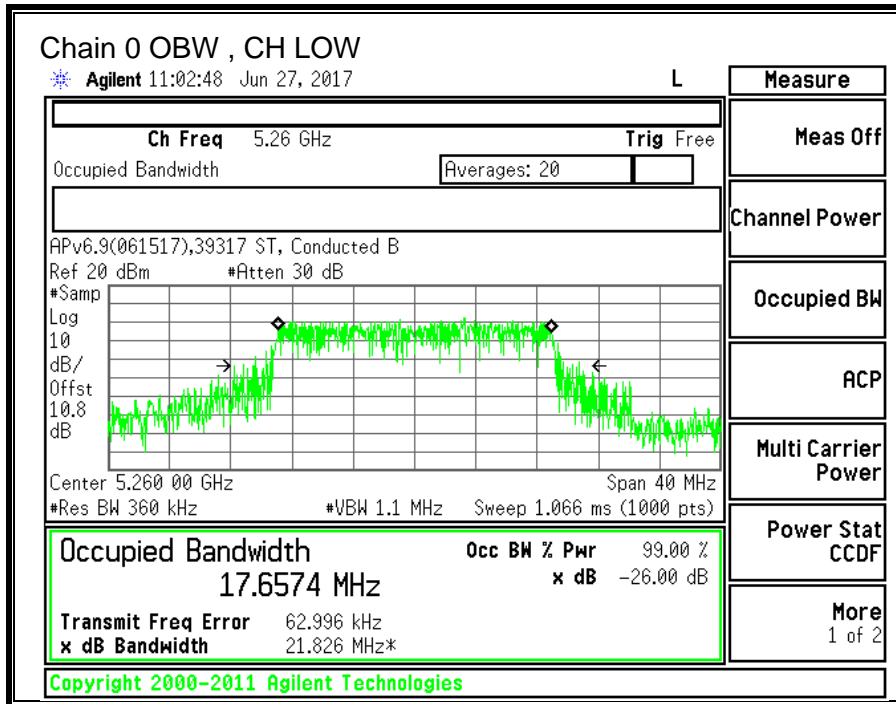 Chain 0 OBW , CH LOW
Agilent 11:02:48 Jun 27, 2017 L
Measure
Ch Freq 5.26 GHz Trig Free
Meas Off
Occupied Bandwidth Averages: 20
Channel Power
APv6.9(061517),39317 ST, Conducted B
Ref 20 dBm #Atten 30 dB
#Samp
Log
10
dB/
Offst
10.8
dB
Occupied BW
ACP
Center 5.260 00 GHz Span 40 MHz
#Res BW 360 kHz #VBW 1.1 MHz Sweep 1.066 ms (1000 pts)
Multi Carrier
Power
Occupied Bandwidth Occ BW % Pwr 99.00 %
17.6574 MHz x dB -26.00 dB
Power Stat
CCDF
Transmit Freq Error 62.996 kHz
x dB Bandwidth 21.826 MHz*
More
1 of 2
Copyright 2000-2011 Agilent Technologies